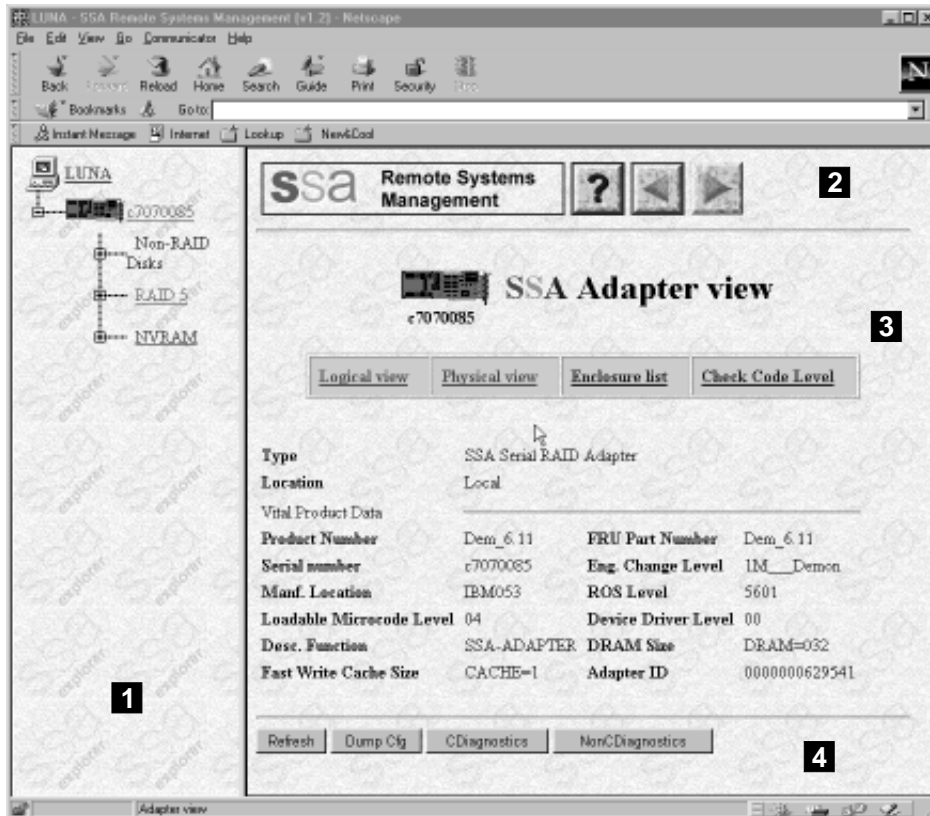 LUNA - SSA Remote Systems Management [v1.2] - Netscape
File Edit View Go Communicator Help
Back Forward Reload Home Search Guide Print Security Stop
Bookmarks Go to:
Instant Message Internet Lookup New&Cool
LUNA
c7070085
Non-RAID
Disks
RAID 5
NVRAM
1
ssa Remote Systems
Management
?
2
SSA Adapter view
c7070085
3
Logical view Physical view Enclosure list Check Code Level
Type SSA Serial RAID Adapter
Location Local
Vital Product Data
Product Number Dem_6.11 FRU Part Number Dem_6.11
Serial number c7070085 Eng. Change Level 1M___Demon
Manf. Location IBM053 ROS Level 5601
Loadable Microcode Level 04 Device Driver Level 00
Desc. Function SSA-ADAPTER DRAM Size DRAM=032
Fast Write Cache Size CACHE=1 Adapter ID 0000000629541
Refresh Dump Cfg CDiagnostics NonCDiagnostics
4
Adapter view